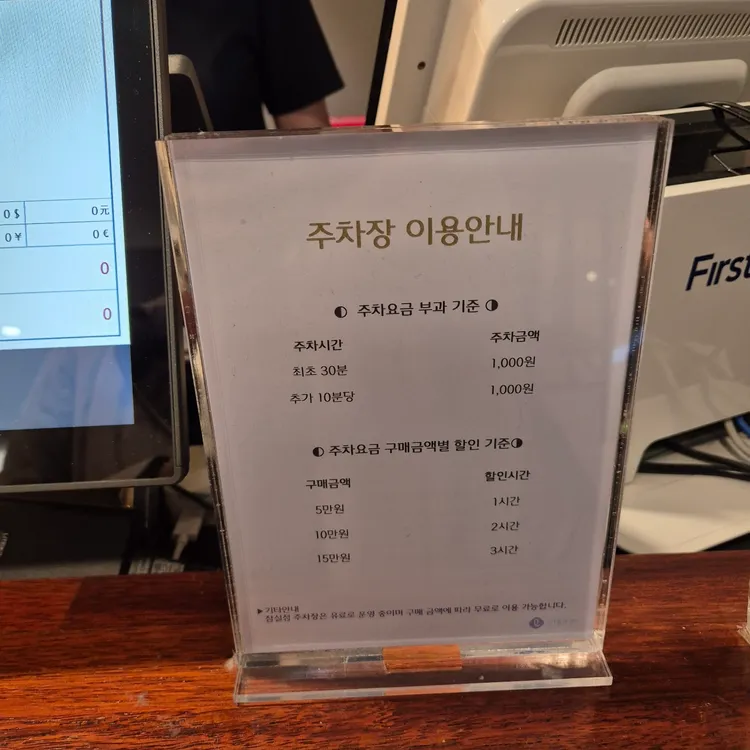 0$ 0元
0¥ 0€
0
0
First
주차장 이용안내
◐ 주차요금 부과 기준 ◑
주차시간 주차금액
최초 30분 1,000원
추가 10분당 1,000원
◐ 주차요금 구매금액별 할인 기준◑
구매금액 할인시간
5만원 1시간
10만원 2시간
15만원 3시간
▶기타안내
점실섬 주차장은 유료로 운영 중이며 구매 금액에 따라 무료로 이용 가능합니다.